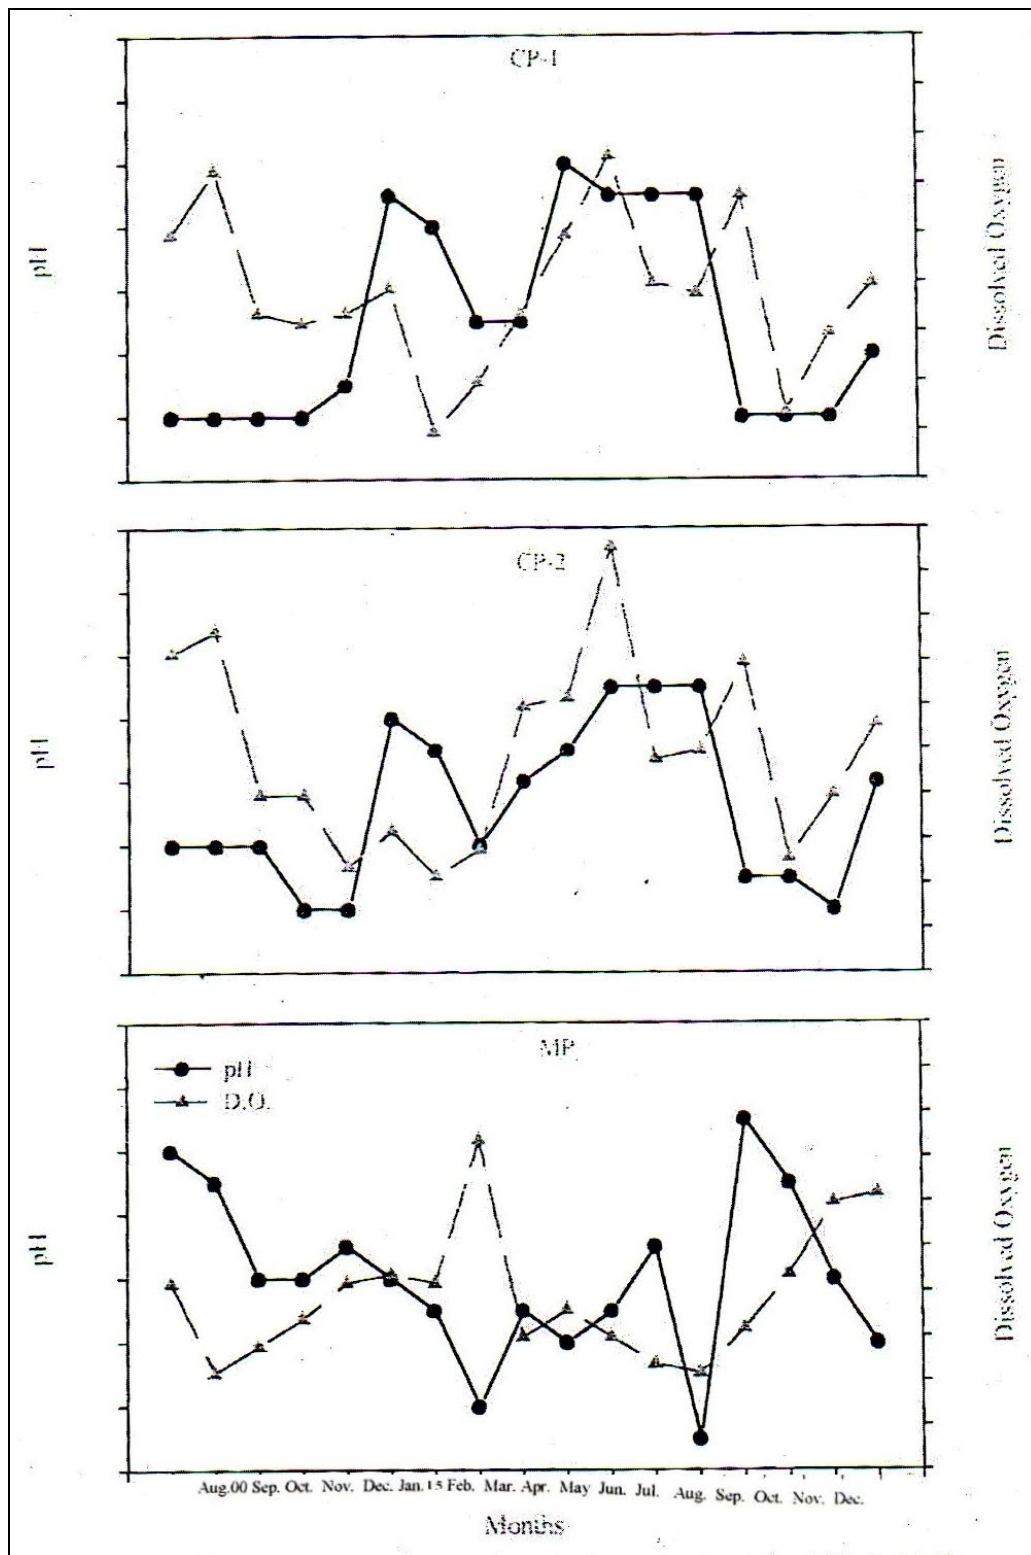 CP-1
pH
Dissolved Oxygen
CP-2
pH
Dissolved Oxygen
MP
pH
D.O.
pH
Dissolved Oxygen
Aug.00 Sep. Oct. Nov. Dec. Jan. 15 Feb. Mar. Apr. May Jun. Jul. Aug. Sep. Oct. Nov. Dec.
Months